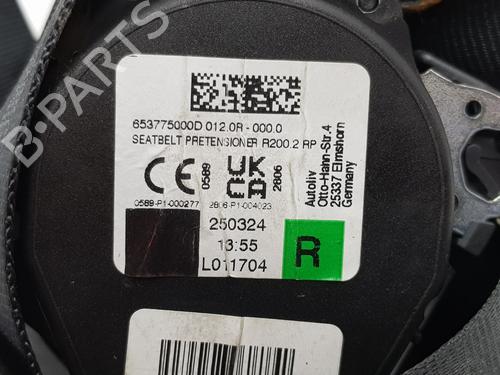 B-PARTS
653775000D 012.0R - 000.0
SEATBELT PRETENSIONER R200.2 RP
CE 0589
UK CA 2806
0589-P1-000277
2806-P1-004023
250324
13:55
L011704
R
Autoliv
Otto-Hahn-Str.4
25337 Elmshorn
Germany